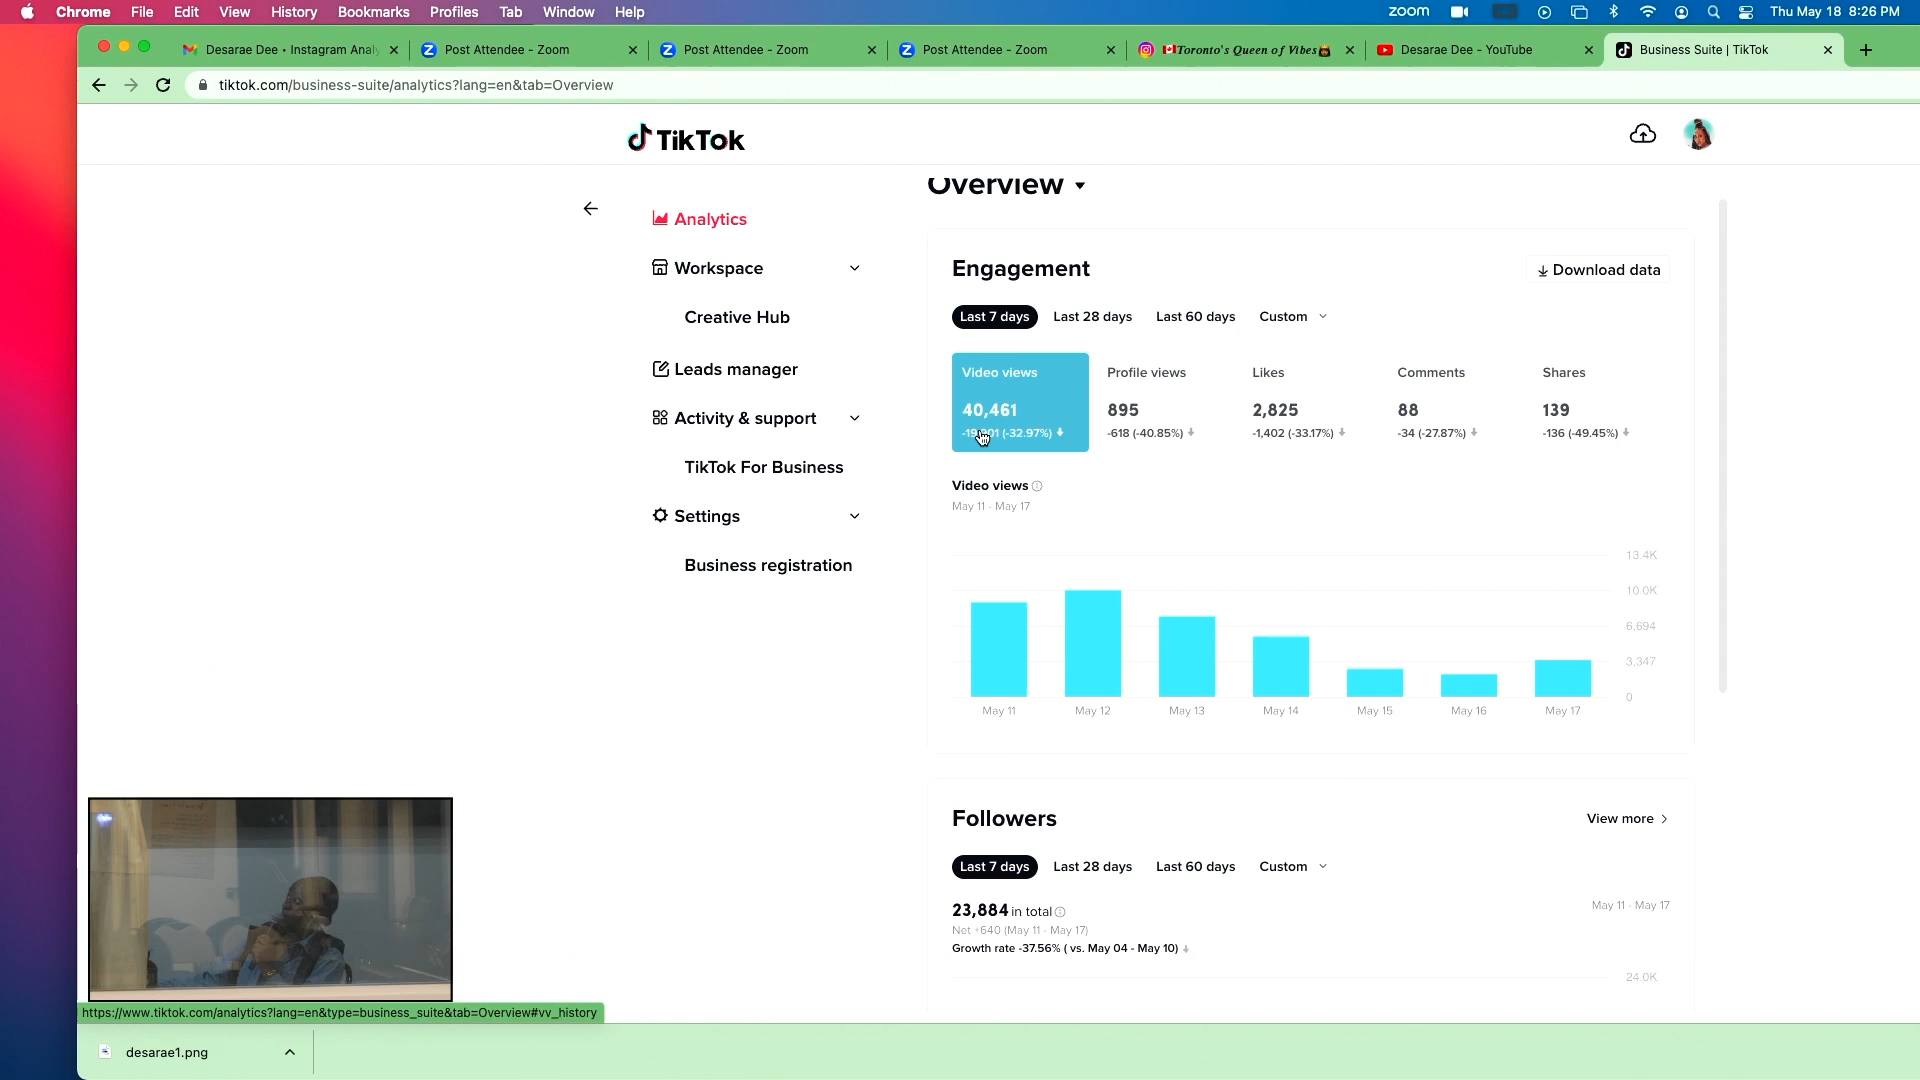 Chrome File Edit View History Bookmarks Profiles Tab Window Help zoom Thu May 18 8:26 PM
Desarae Dee • Instagram Anal Post Attendee - Zoom Post Attendee - Zoom Post Attendee - Zoom 🇨🇦Toronto's Queen of Vibes Desarae Dee - YouTube Business Suite | TikTok
tiktok.com/business-suite/analytics?lang=en&tab=Overview
TikTok
Overview
Analytics
Workspace
Creative Hub
Leads manager
Activity & support
TikTok For Business
Settings
Business registration
Engagement Download data
Last 7 days Last 28 days Last 60 days Custom
Video views Profile views Likes Comments Shares
40,461 895 2,825 88 139
(-32.97%) -618 (-40.85%) -1,402 (-33.17%) -34 (-27.87%) -136 (-49.45%)
Video views
May 11 - May 17
13.4K
10.0K
6,694
3,347
0
May 11 May 12 May 13 May 14 May 15 May 16 May 17
Followers View more
Last 7 days Last 28 days Last 60 days Custom
23,884 in total May 11 - May 17
Net +640 (May 11 - May 17)
Growth rate -37.56% ( vs. May 04 - May 10)
24.0K
https://www.tiktok.com/analytics?lang=en&type=business_suite&tab=Overview#vv_history
desarae1.png